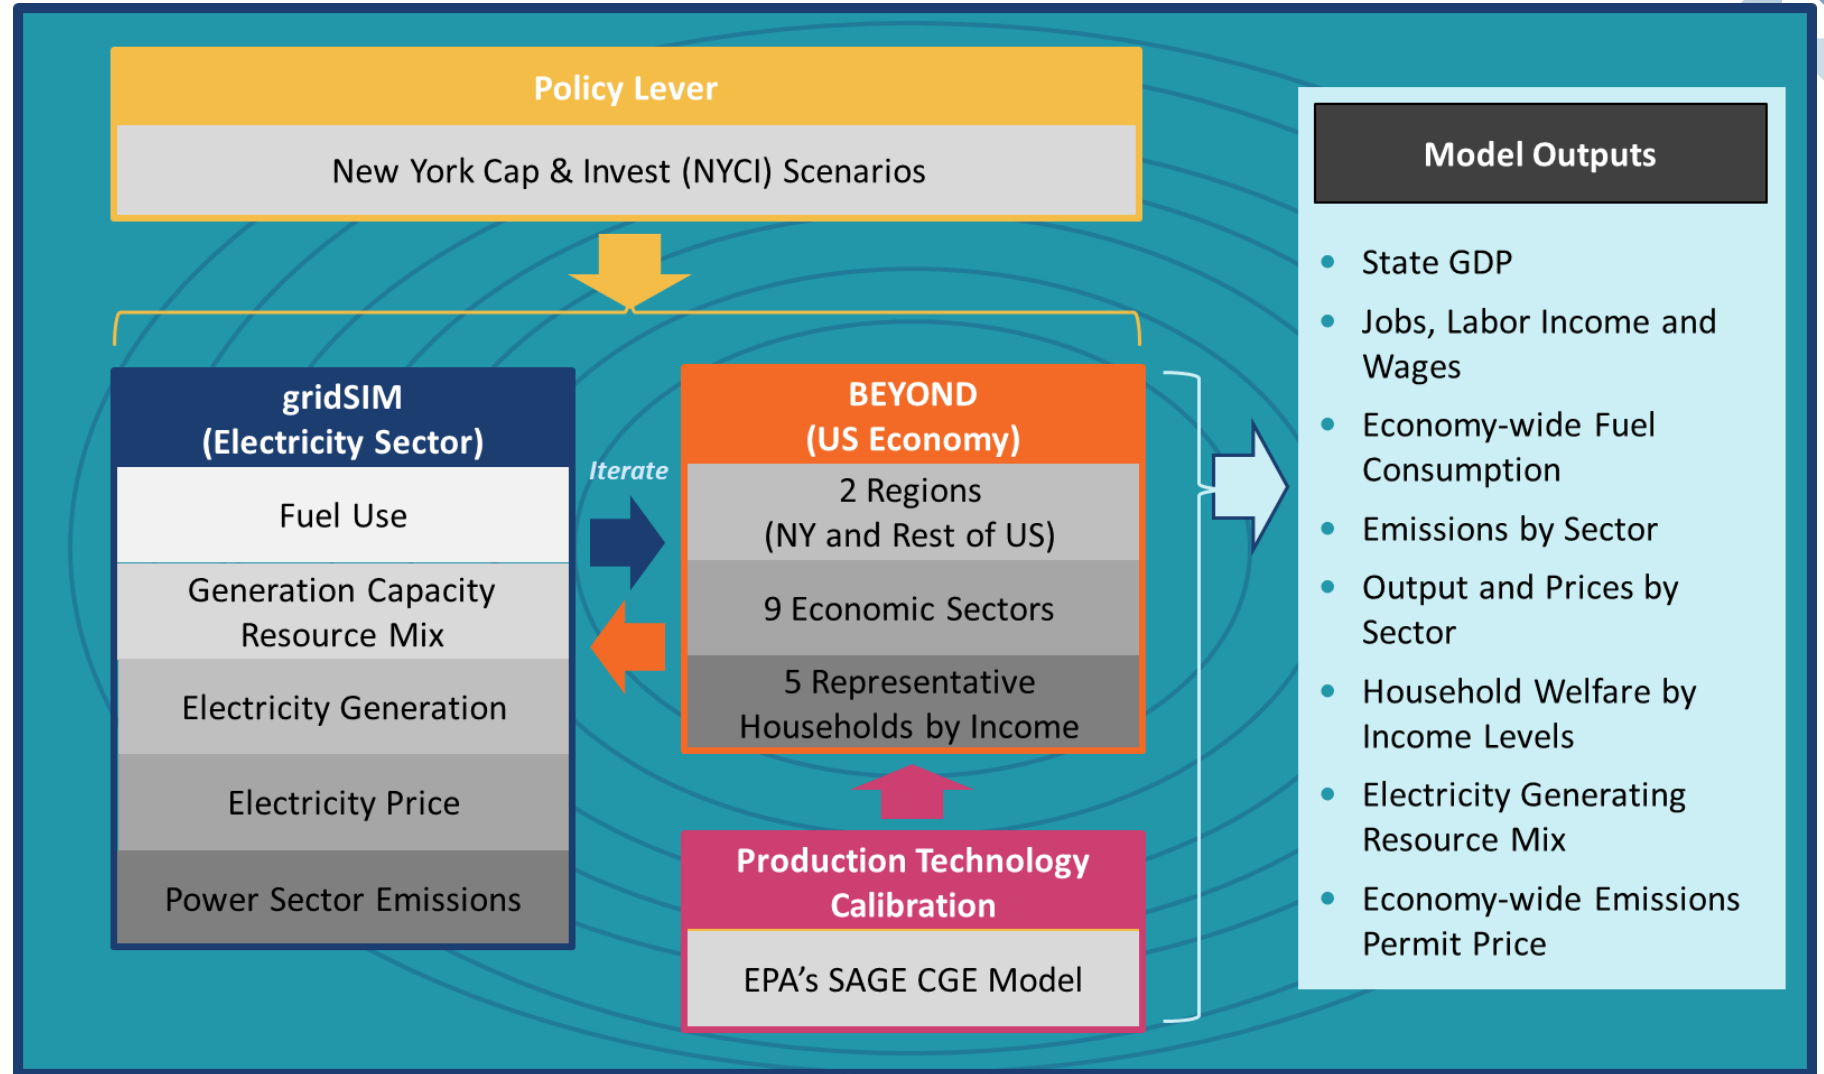 Policy Lever
New York Cap & Invest (NYCI) Scenarios
gridSIM
(Electricity Sector)
Fuel Use
Generation Capacity
Resource Mix
Electricity Generation
Electricity Price
Power Sector Emissions
Iterate
BEYOND
(US Economy)
2 Regions
(NY and Rest of US)
9 Economic Sectors
5 Representative
Households by Income
Production Technology
Calibration
EPA’s SAGE CGE Model
Model Outputs
• State GDP
• Jobs, Labor Income and
Wages
• Economy-wide Fuel
Consumption
• Emissions by Sector
• Output and Prices by
Sector
• Household Welfare by
Income Levels
• Electricity Generating
Resource Mix
• Economy-wide Emissions
Permit Price